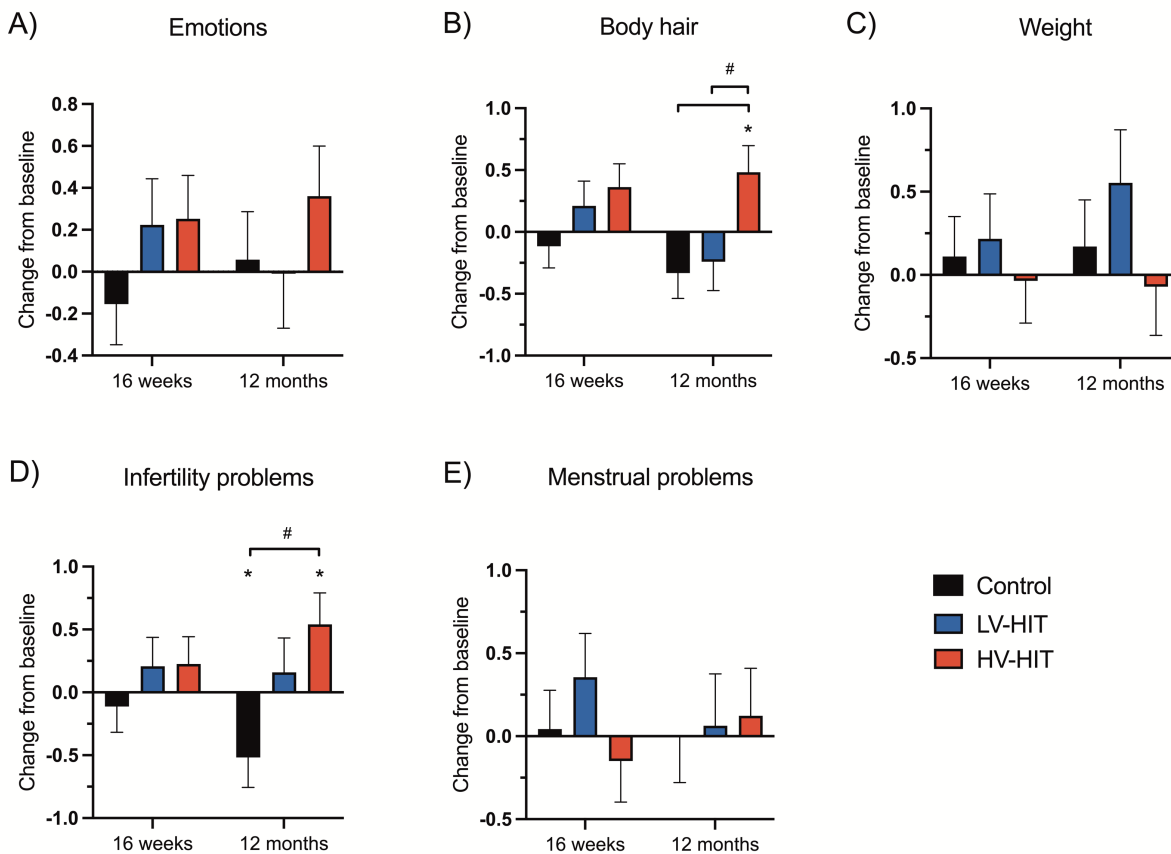 A) Emotions
Change from baseline
0.8
0.6
0.4
0.2
0.0
-0.2
-0.4
16 weeks 12 months
B) Body hair
Change from baseline
1.0
0.5
0.0
-0.5
-1.0
#
*
16 weeks 12 months
C) Weight
Change from baseline
1.0
0.5
0.0
-0.5
16 weeks 12 months
D) Infertility problems
Change from baseline
1.0
0.5
0.0
-0.5
-1.0
#
* *
16 weeks 12 months
E) Menstrual problems
Change from baseline
1.0
0.5
0.0
-0.5
16 weeks 12 months
Control
LV-HIT
HV-HIT